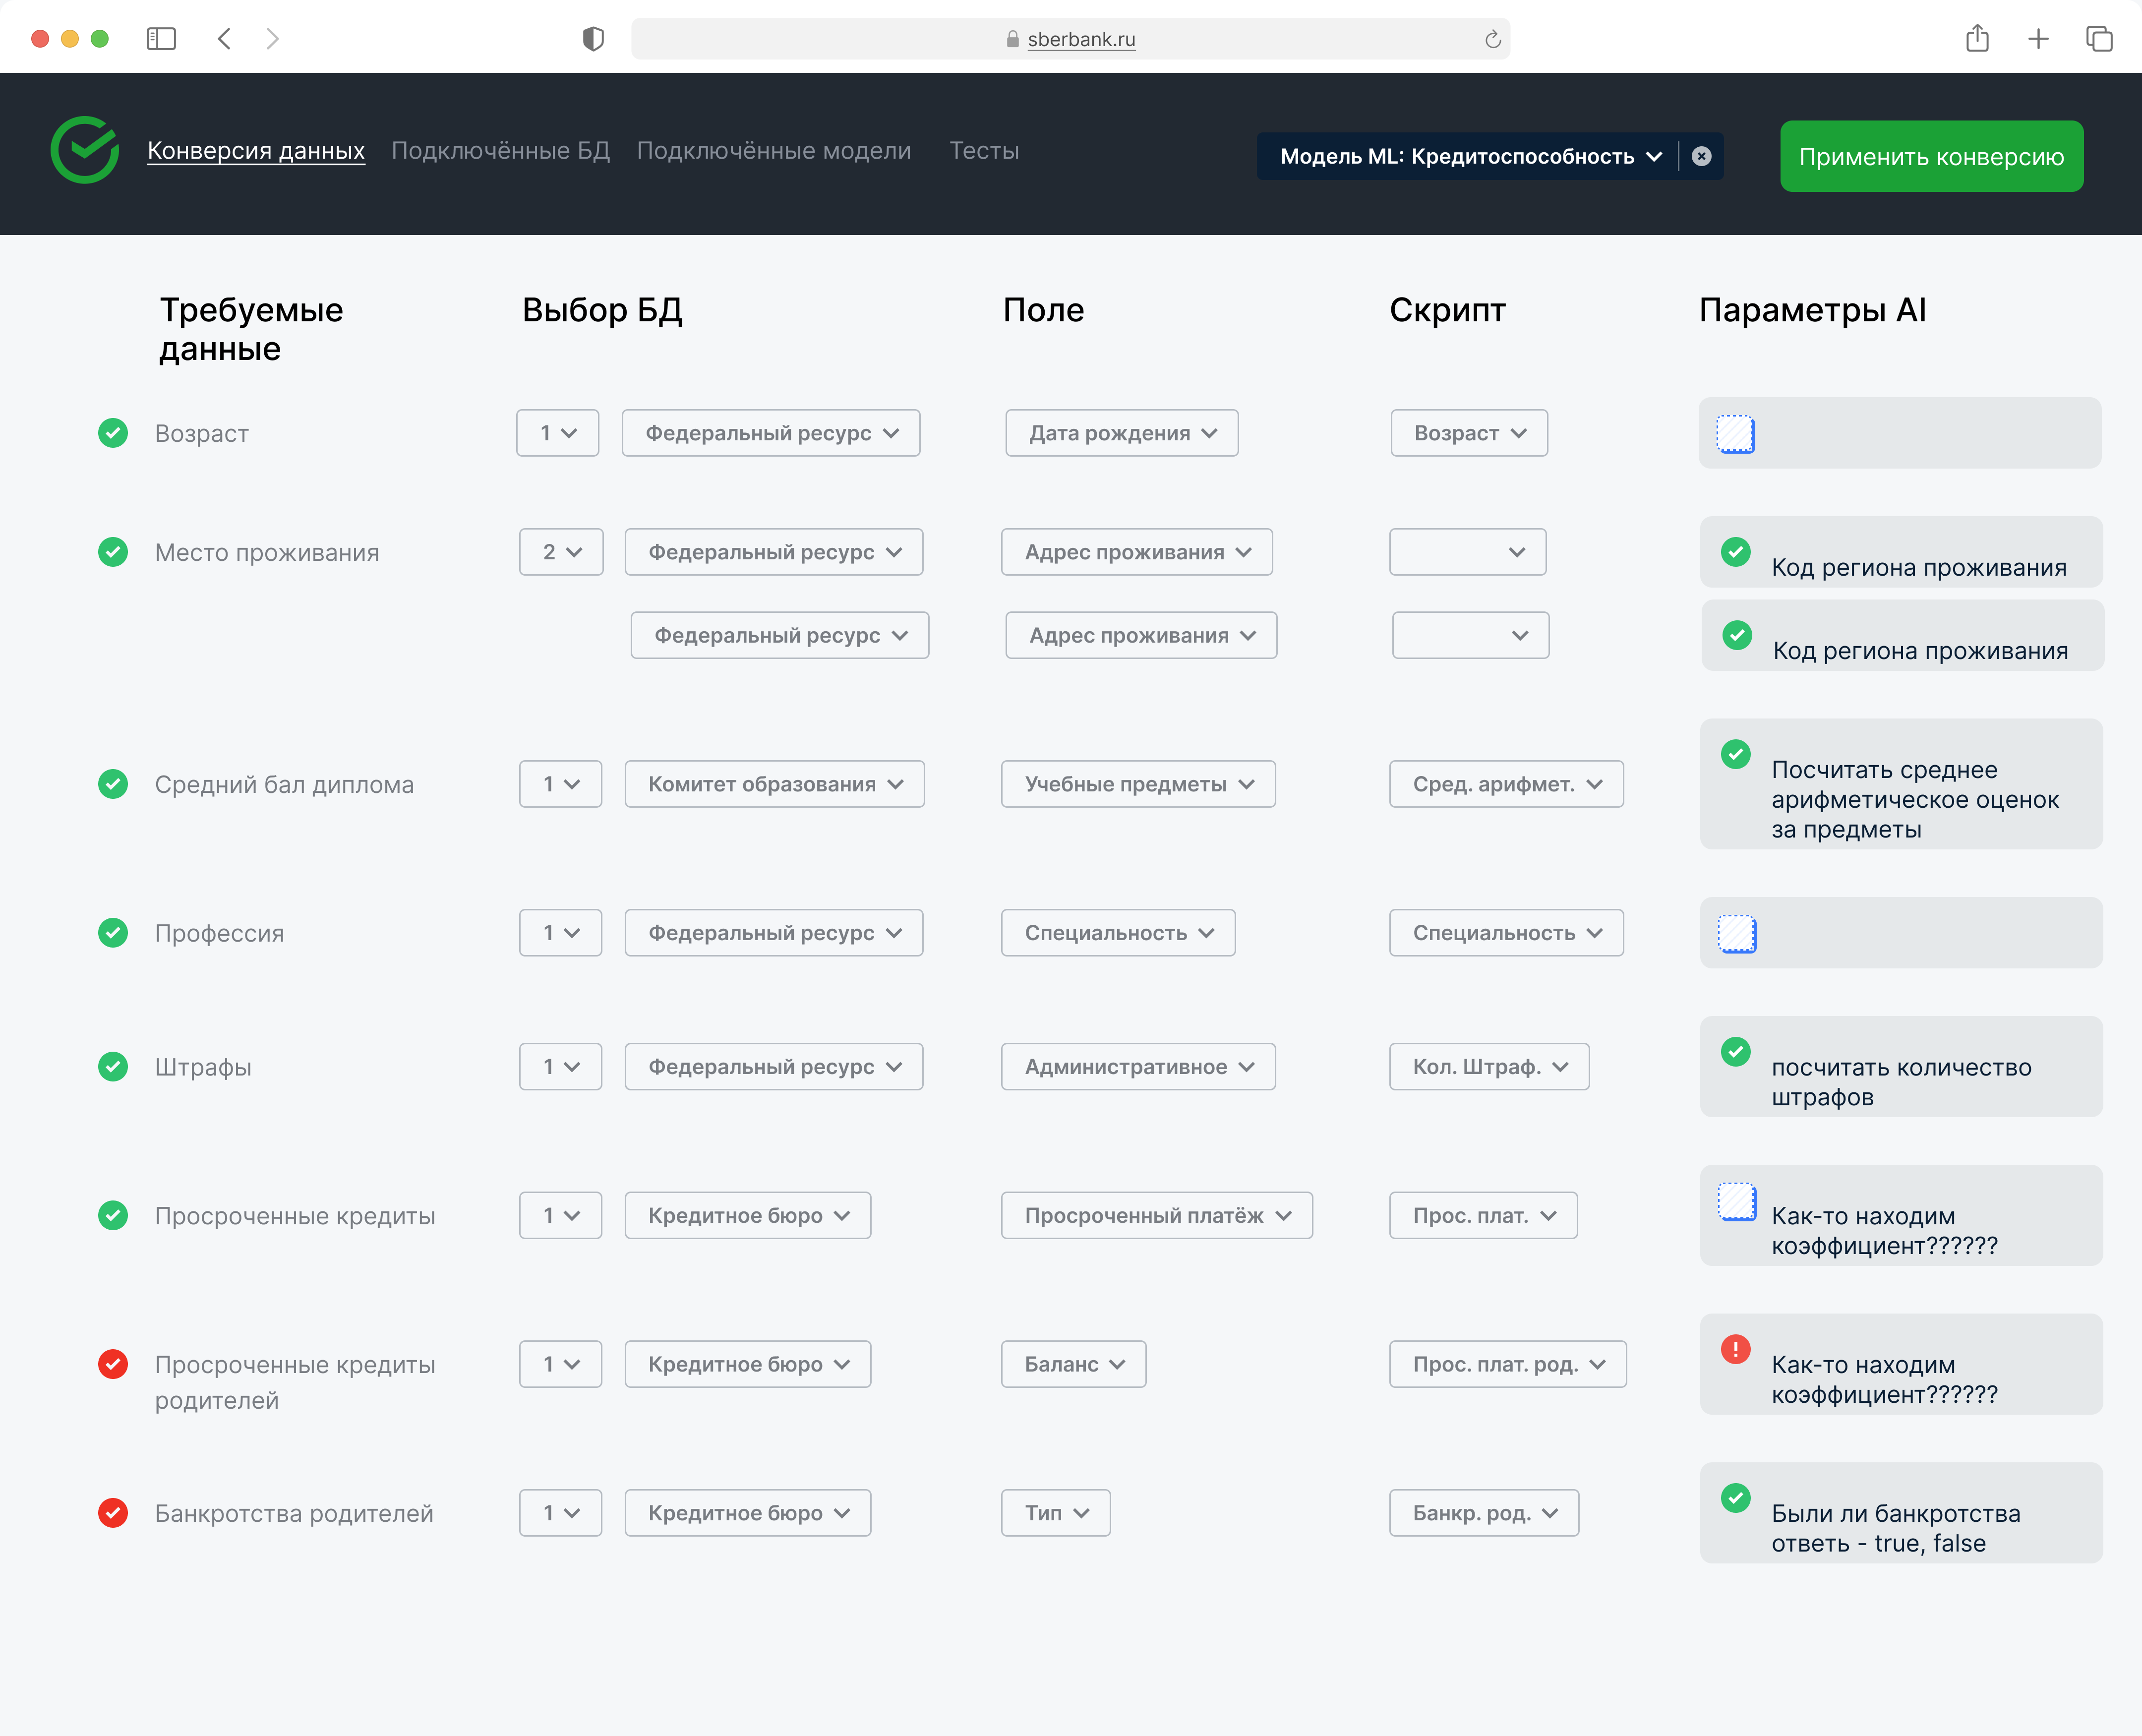 sberbank.ru
Конверсия данных Подключённые БД Подключённые модели Тесты Модель ML: Кредитоспособность Применить конверсию
Требуемые данные Выбор БД Поле Скрипт Параметры AI
Возраст 1 Федеральный ресурс Дата рождения Возраст
Место проживания 2 Федеральный ресурс Адрес проживания Код региона проживания
Федеральный ресурс Адрес проживания Код региона проживания
Средний бал диплома 1 Комитет образования Учебные предметы Сред. арифмет. Посчитать среднее
арифметическое оценок
за предметы
Профессия 1 Федеральный ресурс Специальность Специальность
Штрафы 1 Федеральный ресурс Административное Кол. Штраф. посчитать количество
штрафов
Просроченные кредиты 1 Кредитное бюро Просроченный платёж Прос. плат. Как-то находим
коэффициент??????
Просроченные кредиты 1 Кредитное бюро Баланс Прос. плат. род. Как-то находим
родителей коэффициент??????
Банкротства родителей 1 Кредитное бюро Тип Банкр. род. Были ли банкротства
ответь - true, false